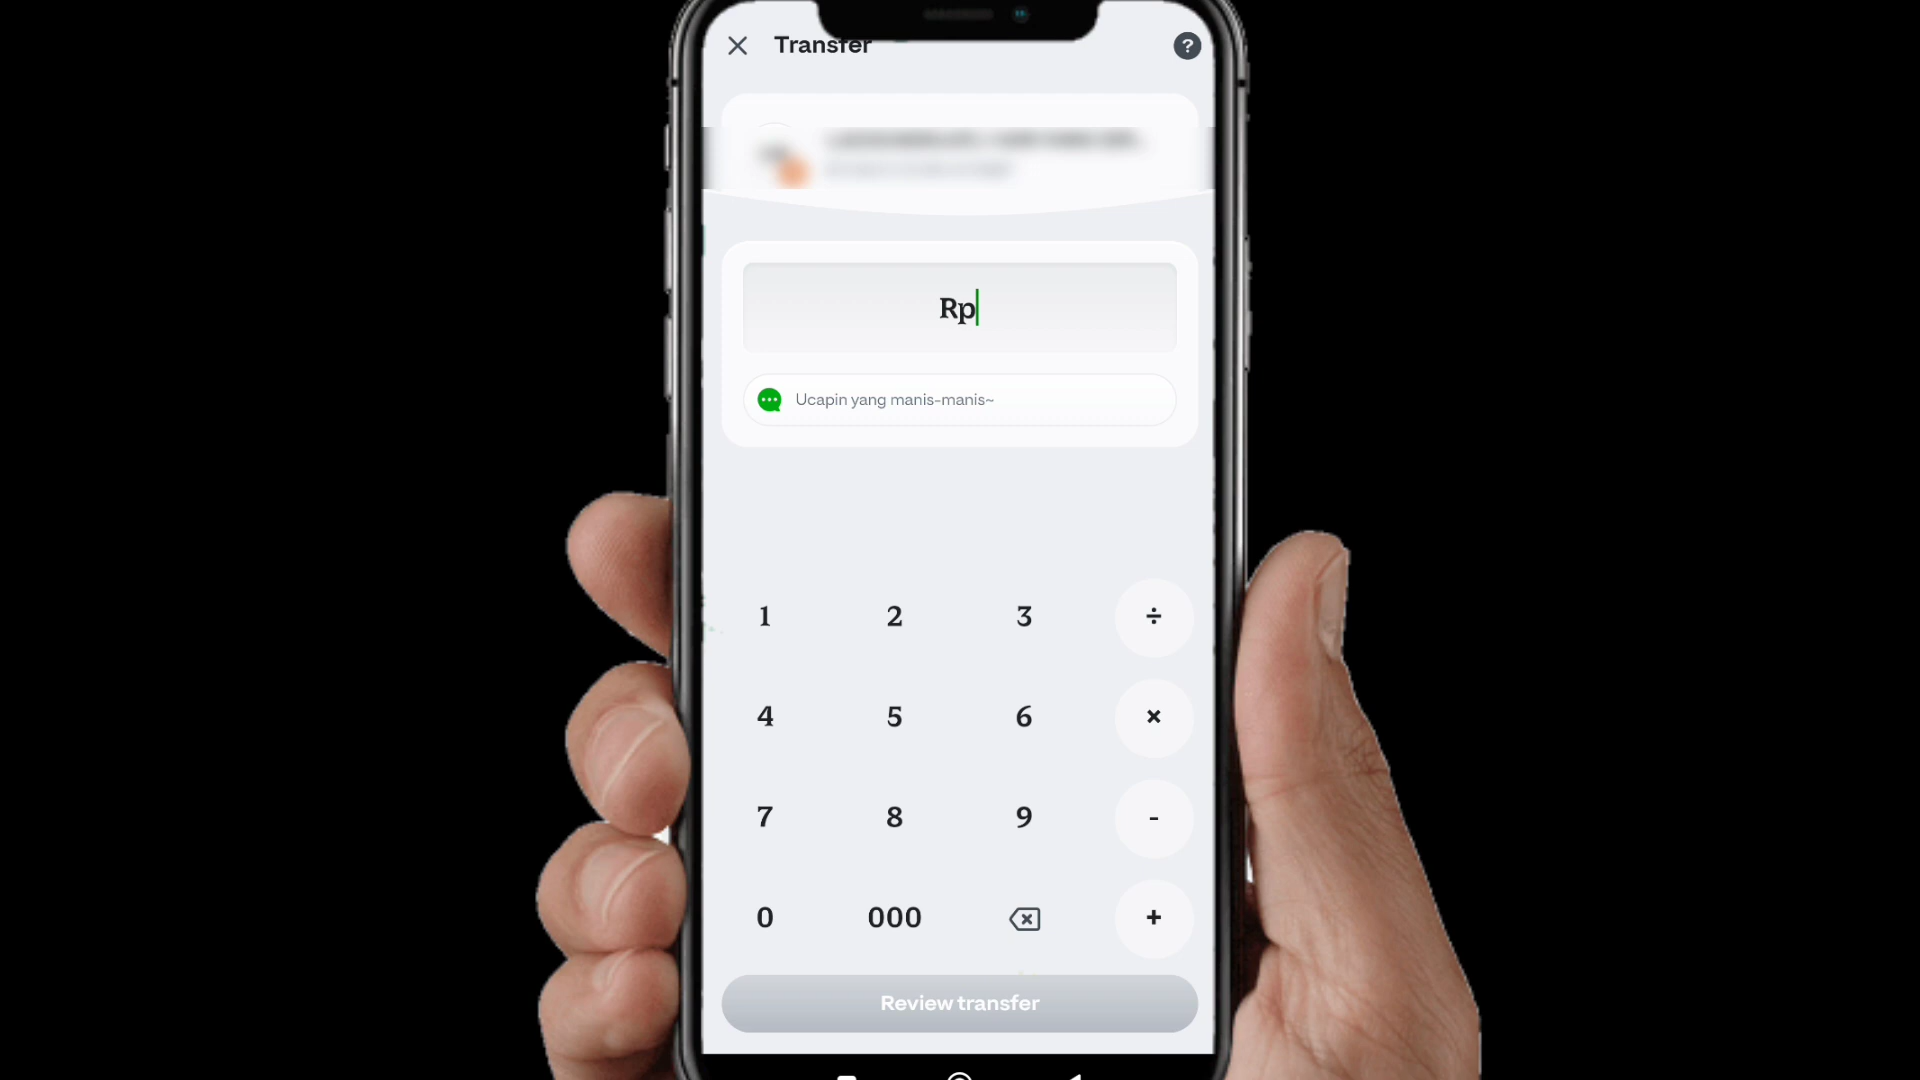 Transfer
?
Rp
Ucapin yang manis-manis~
1 2 3 ÷
4 5 6 ×
7 8 9 -
0 000 +
Review transfer